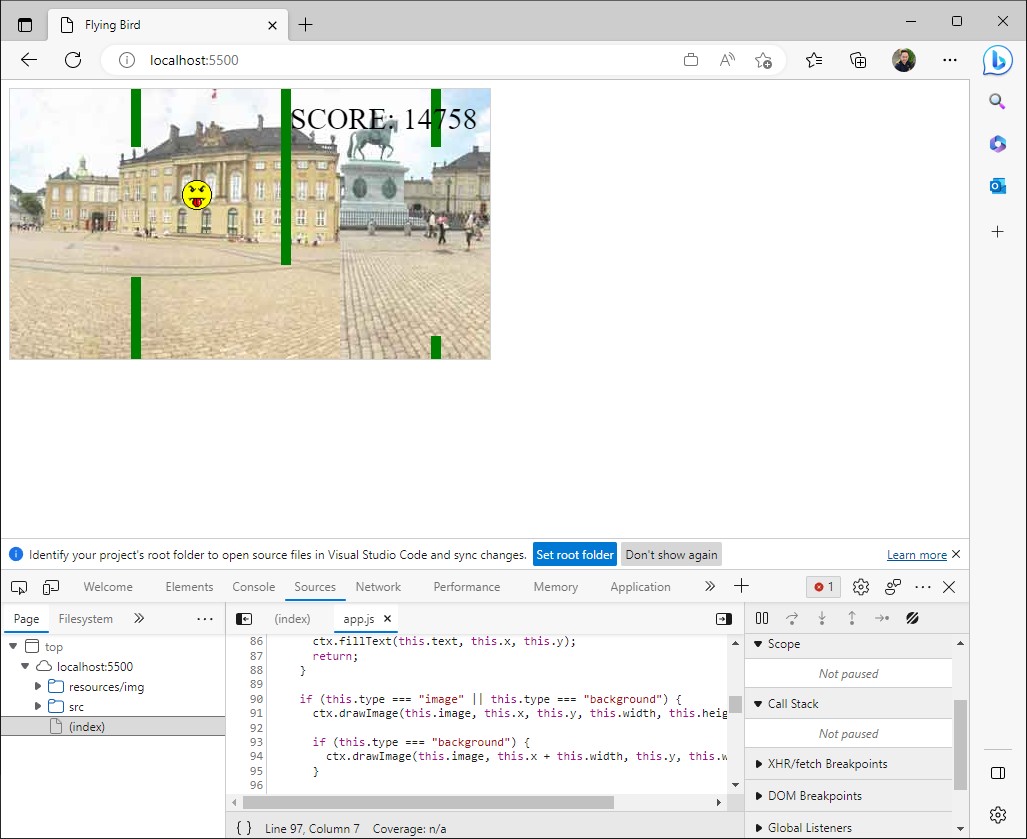 Flying Bird
localhost:5500
SCORE: 14758
Identify your project's root folder to open source files in Visual Studio Code and sync changes. Set root folder Don't show again Learn more
Welcome Elements Console Sources Network Performance Memory Application 1
Page Filesystem
(index) app.js
top
localhost:5500
resources/img
src
(index)
86 ctx.fillText(this.text, this.x, this.y);
87 return;
88 }
89
90 if (this.type === "image" || this.type === "background") {
91 ctx.drawImage(this.image, this.x, this.y, this.width, this.heig
92
93 if (this.type === "background") {
94 ctx.drawImage(this.image, this.x + this.width, this.y, this.w
95 }
96
{ } Line 97, Column 7 Coverage: n/a
Scope
Not paused
Call Stack
Not paused
XHR/fetch Breakpoints
DOM Breakpoints
Global Listeners